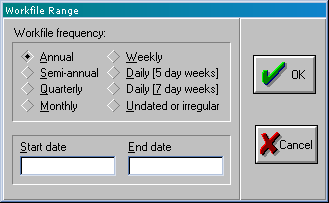 Workfile Range
Workfile frequency:
Annual
Semi-annual
Quarterly
Monthly
Weekly
Daily [5 day weeks]
Daily [7 day weeks]
Undated or irregular
Start date
End date
OK
Cancel